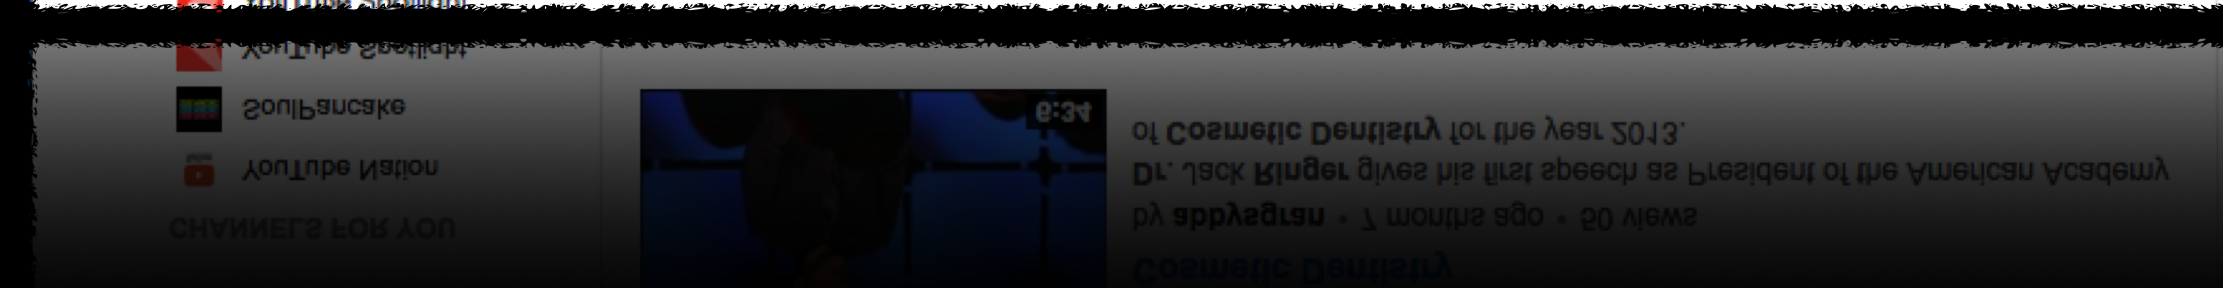 CHANNELS FOR YOU
YouTube Nation
SoulPancake
YouTube Spotlight
6:34
Cosmetic Dentistry
by abbysgran • 7 months ago • 50 views
Dr. Jack Ringer gives his first speech as President of the American Academy
of Cosmetic Dentistry for the year 2013.